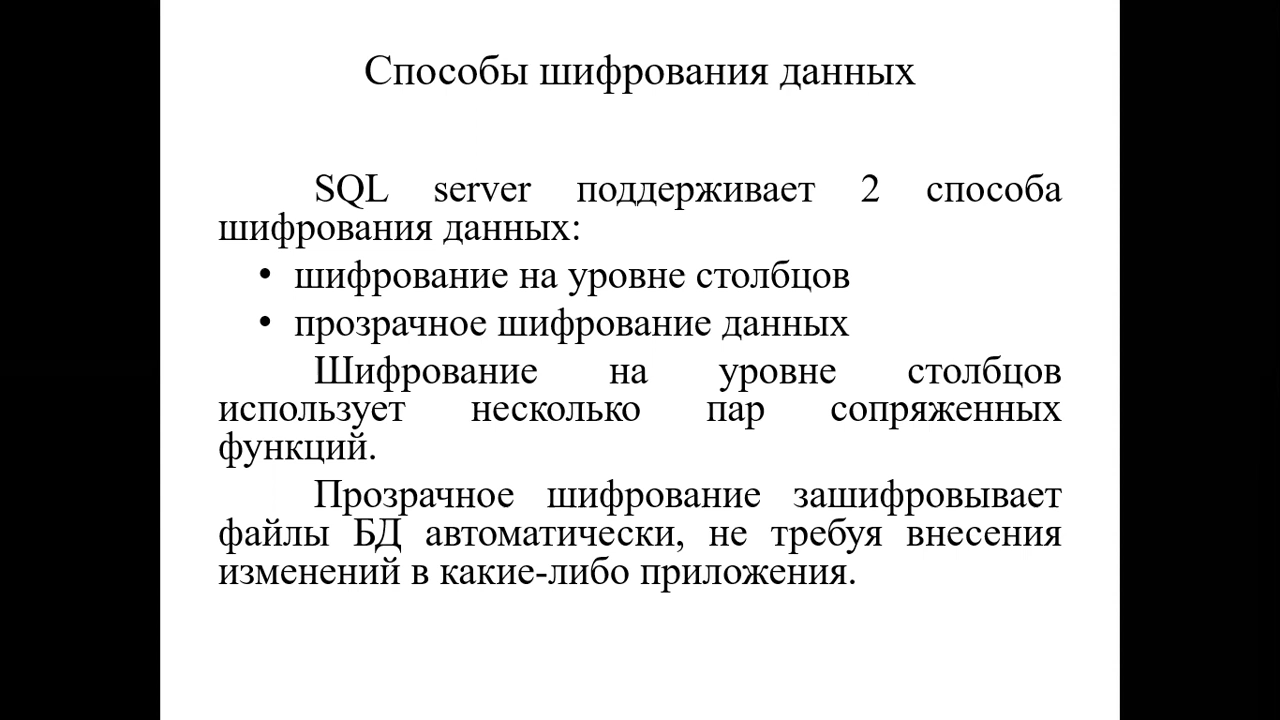 Способы шифрования данных
SQL server поддерживает 2 способа
шифрования данных:
• шифрование на уровне столбцов
• прозрачное шифрование данных
Шифрование на уровне столбцов
использует несколько пар сопряженных
функций.
Прозрачное шифрование зашифровывает
файлы БД автоматически, не требуя внесения
изменений в какие-либо приложения.